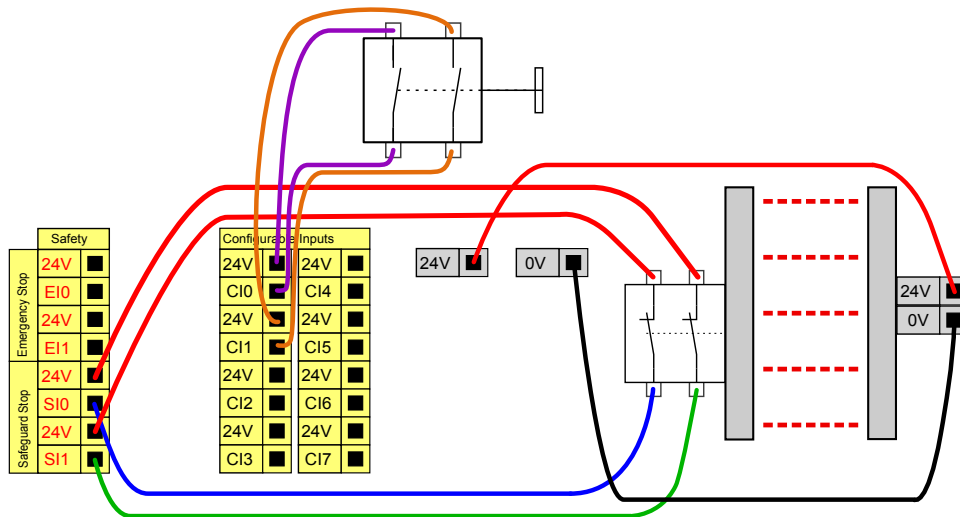 Safety
Emergency Stop
24V
EI0
24V
EI1
Safeguard Stop
24V
SI0
24V
SI1
Configurable Inputs
24V 24V
CI0 CI4
24V 24V
CI1 CI5
24V 24V
CI2 CI6
24V 24V
CI3 CI7
24V 0V
24V
0V